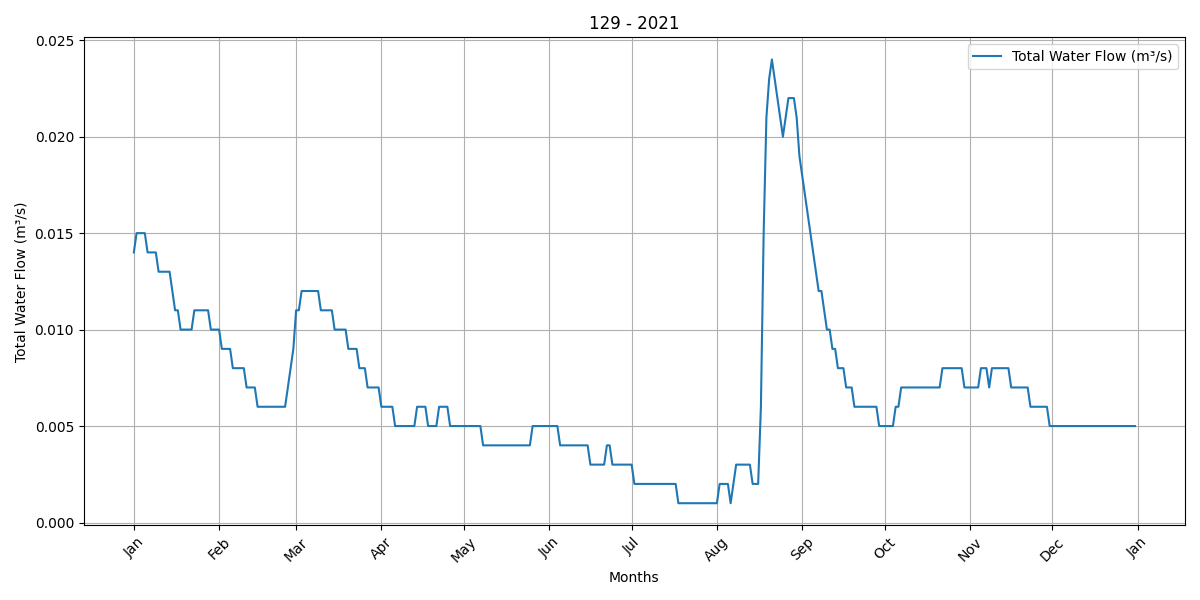 129 - 2021
Total Water Flow (m³/s)
Total Water Flow (m³/s)
0.025
0.020
0.015
0.010
0.005
0.000
Jan Feb Mar Apr May Jun Jul Aug Sep Oct Nov Dec Jan
Months